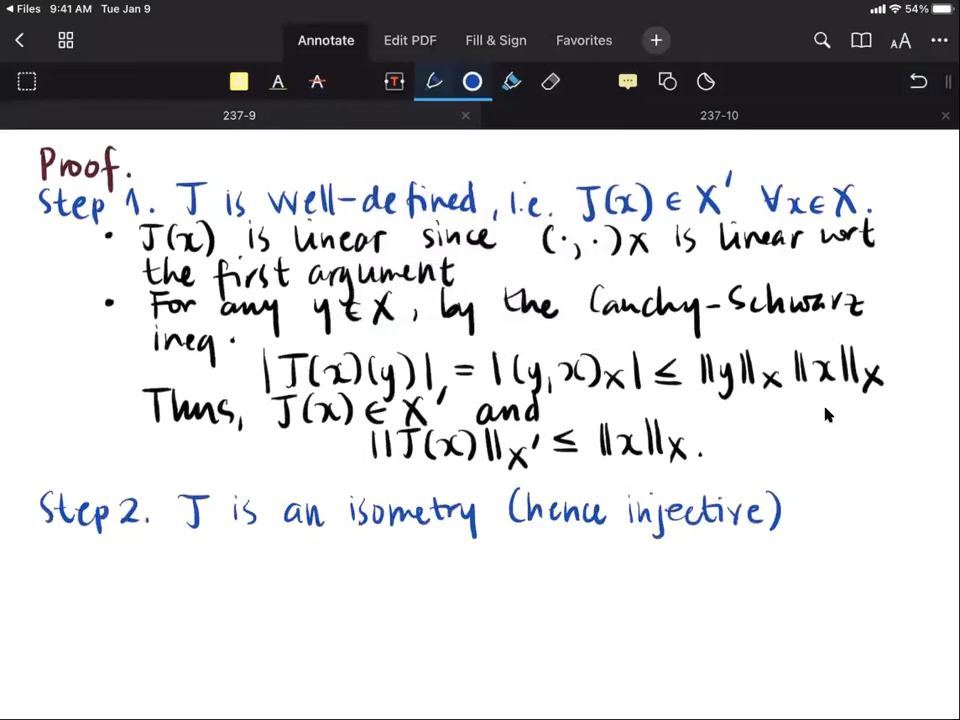 Files 9:41 AM Tue Jan 9 54%
Annotate Edit PDF Fill & Sign Favorites
237-9 237-10
Proof.
Step 1. J is well-defined, i.e. J(x) ∈ X' ∀x ∈ X.
• J(x) is linear since (·,·)x is linear wrt
the first argument
• For any y ∈ X, by the Cauchy-Schwarz
ineq.
|J(x)(y)| = |(y,x)x| ≤ ||y||x ||x||x
Thus, J(x) ∈ X' and
||J(x)||x' ≤ ||x||x.
Step 2. J is an isometry (hence injective)